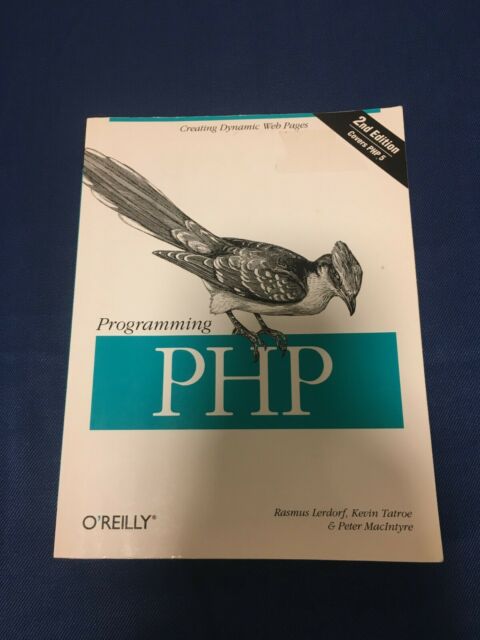 Creating Dynamic Web Pages
2nd Edition
Covers PHP 5
Programming
PHP
O'REILLY®
Rasmus Lerdorf, Kevin Tatroe
& Peter MacIntyre